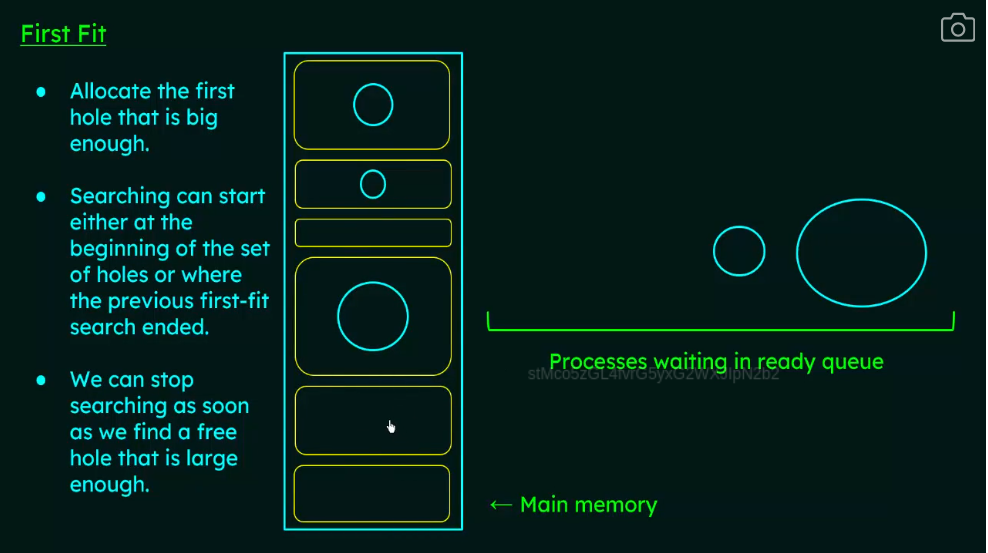 First Fit
● Allocate the first
hole that is big
enough.
● Searching can start
either at the
beginning of the set
of holes or where
the previous first-fit
search ended.
● We can stop
searching as soon
as we find a free
hole that is large
enough.
Processes waiting in ready queue
← Main memory